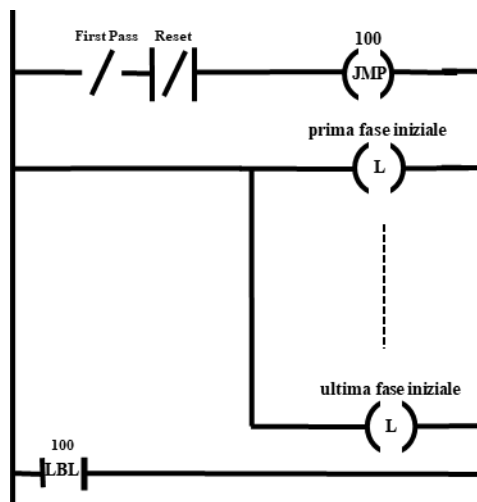 First Pass Reset
100
JMP
prima fase iniziale
L
ultima fase iniziale
L
100
LBL